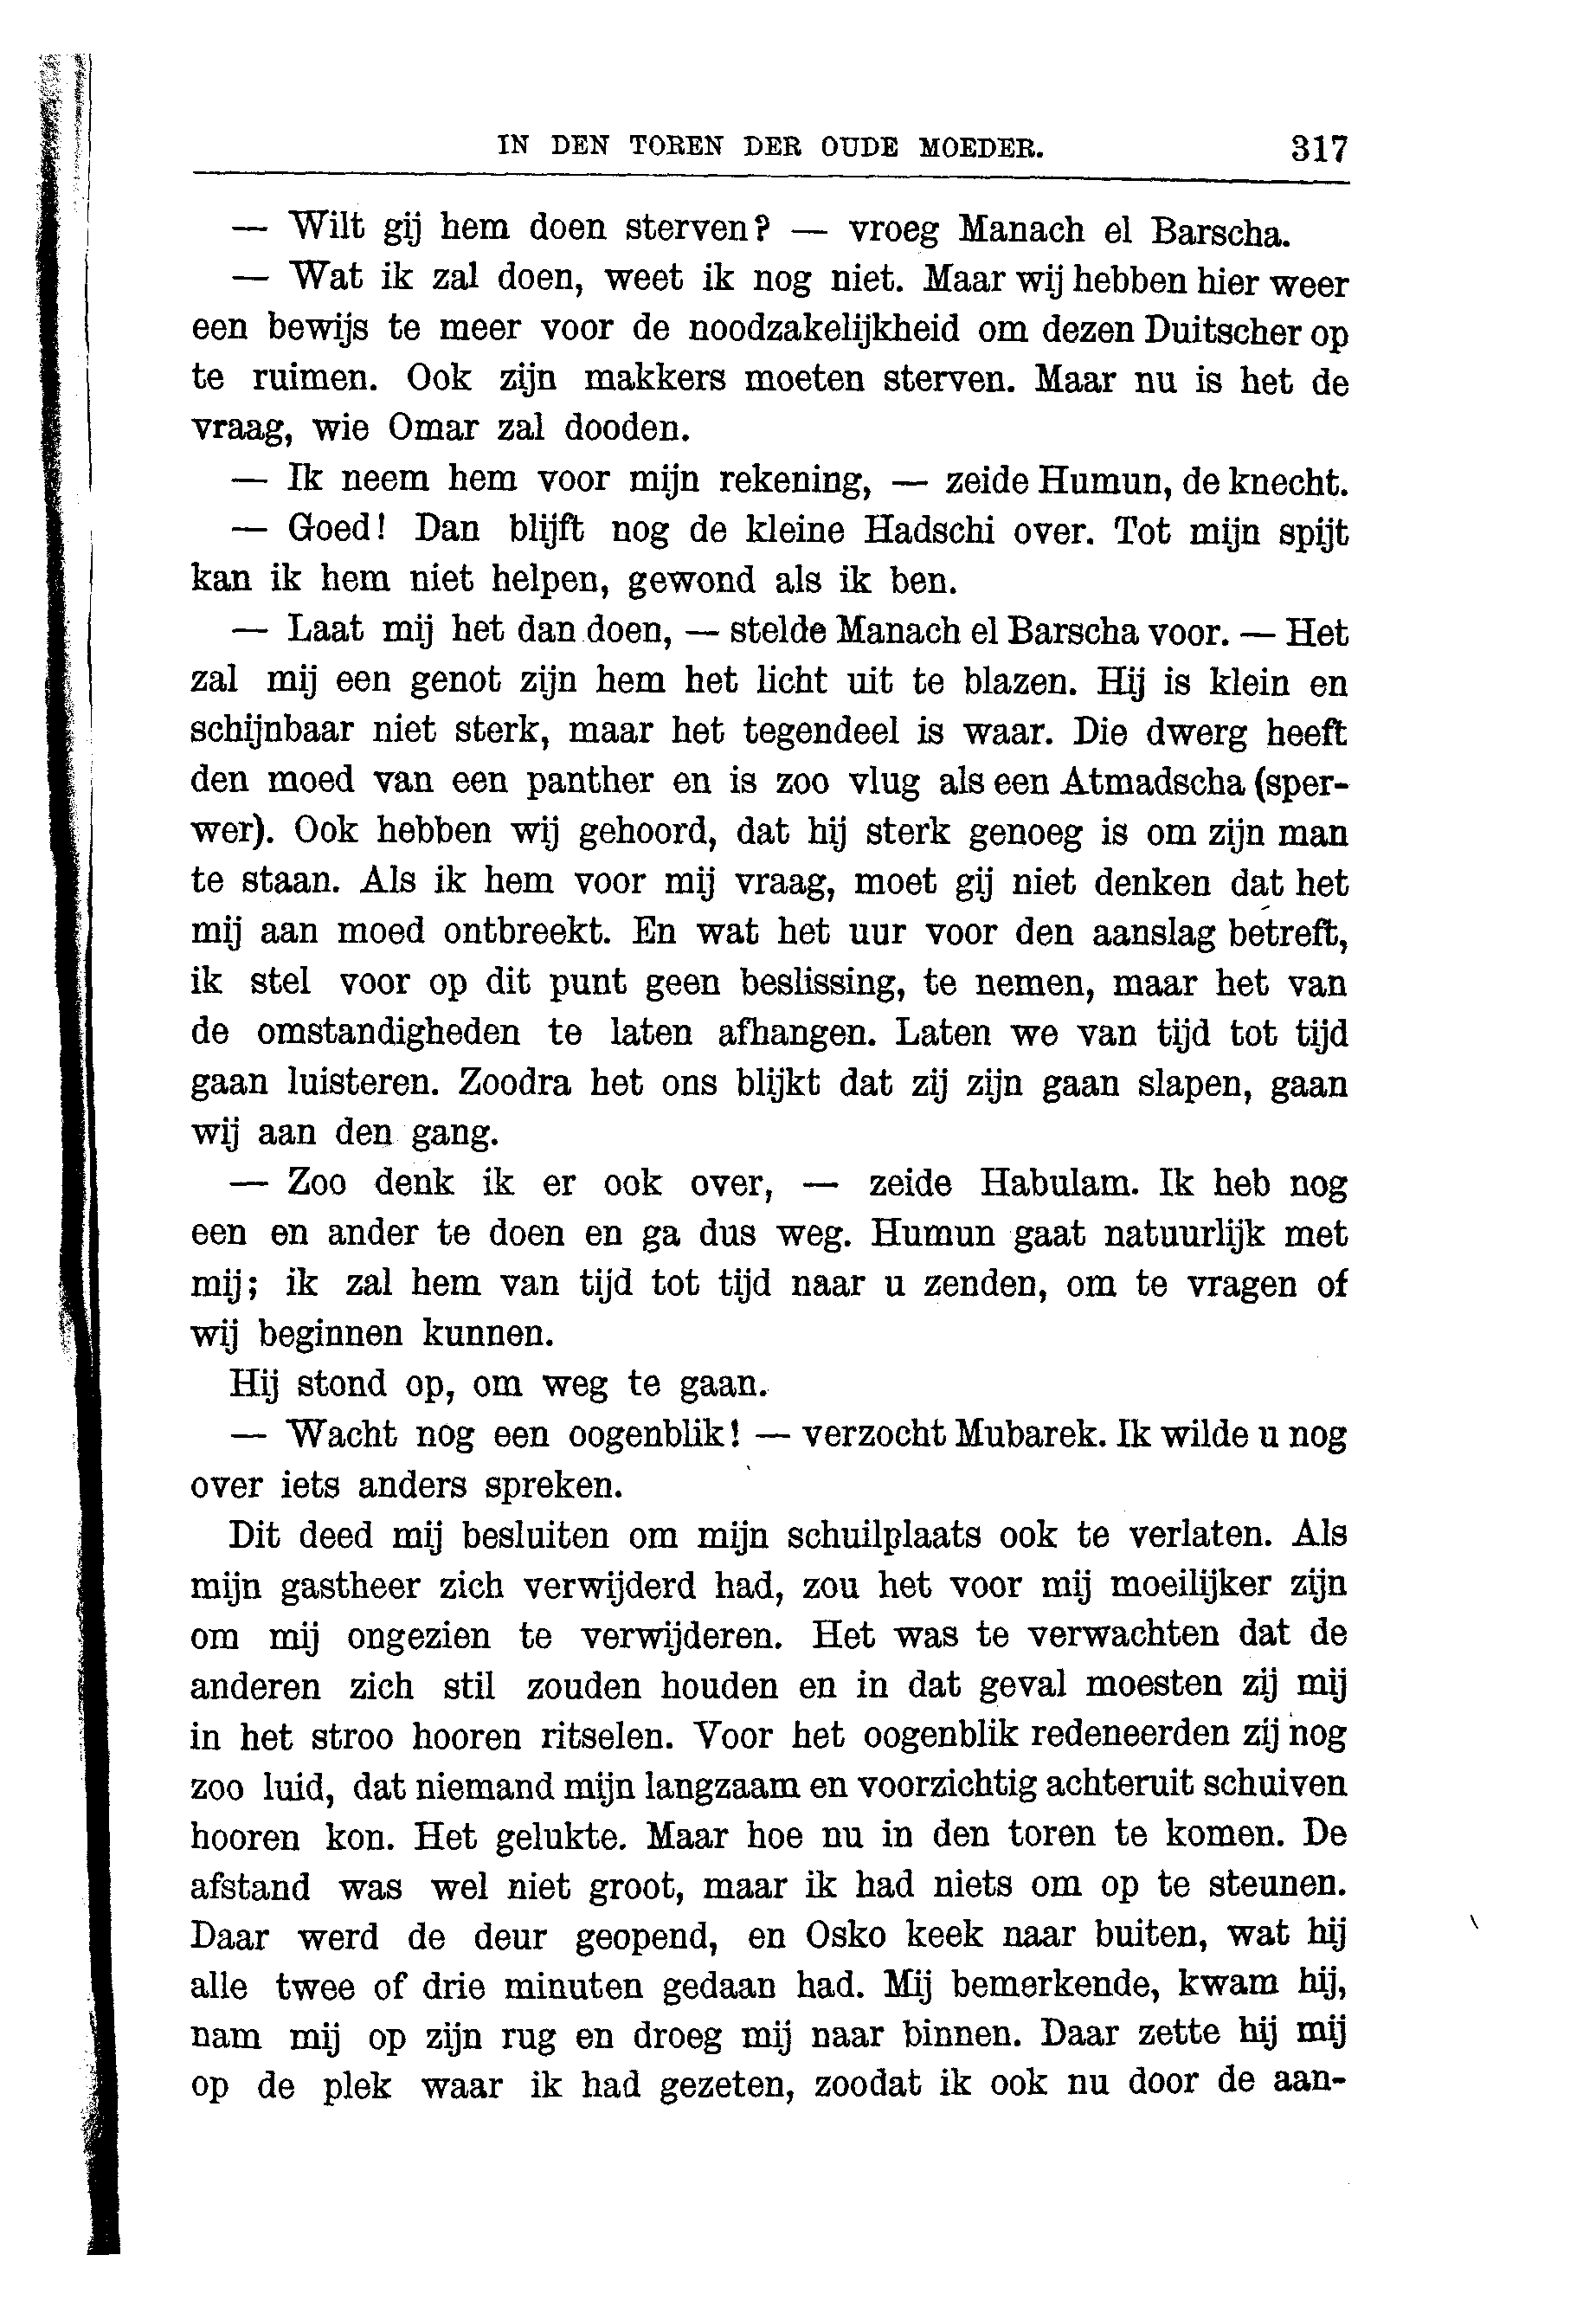 IN DEN TOREN DER OUDE MOEDER. 317
— Wilt gij hem doen sterven? — vroeg Manach el Barscha.
— Wat ik zal doen, weet ik nog niet. Maar wij hebben hier weer
een bewijs te meer voor de noodzakelijkheid om dezen Duitscher op
te ruimen. Ook zijn makkers moeten sterven. Maar nu is het de
vraag, wie Omar zal dooden.
— Ik neem hem voor mijn rekening, — zeide Humun, de knecht.
— Goed! Dan blijft nog de kleine Hadschi over. Tot mijn spijt
kan ik hem niet helpen, gewond als ik ben.
— Laat mij het dan doen, — stelde Manach el Barscha voor. — Het
zal mij een genot zijn hem het licht uit te blazen. Hij is klein en
schijnbaar niet sterk, maar het tegendeel is waar. Die dwerg heeft
den moed van een panther en is zoo vlug als een Atmadscha (sper-
wer). Ook hebben wij gehoord, dat hij sterk genoeg is om zijn man
te staan. Als ik hem voor mij vraag, moet gij niet denken dat het
mij aan moed ontbreekt. En wat het uur voor den aanslag betreft,
ik stel voor op dit punt geen beslissing, te nemen, maar het van
de omstandigheden te laten afhangen. Laten we van tijd tot tijd
gaan luisteren. Zoodra het ons blijkt dat zij zijn gaan slapen, gaan
wij aan den gang.
— Zoo denk ik er ook over, — zeide Habulam. Ik heb nog
een en ander te doen en ga dus weg. Humun gaat natuurlijk met
mij; ik zal hem van tijd tot tijd naar u zenden, om te vragen of
wij beginnen kunnen.
Hij stond op, om weg te gaan.
— Wacht nog een oogenblik! — verzocht Mubarek. Ik wilde u nog
over iets anders spreken.
Dit deed mij besluiten om mijn schuilplaats ook te verlaten. Als
mijn gastheer zich verwijderd had, zou het voor mij moeilijker zijn
om mij ongezien te verwijderen. Het was te verwachten dat de
anderen zich stil zouden houden en in dat geval moesten zij mij
in het stroo hooren ritselen. Voor het oogenblik redeneerden zij nog
zoo luid, dat niemand mijn langzaam en voorzichtig achteruit schuiven
hooren kon. Het gelukte. Maar hoe nu in den toren te komen. De
afstand was wel niet groot, maar ik had niets om op te steunen.
Daar werd de deur geopend, en Osko keek naar buiten, wat hij
alle twee of drie minuten gedaan had. Mij bemerkende, kwam hij,
nam mij op zijn rug en droeg mij naar binnen. Daar zette hij mij
op de plek waar ik had gezeten, zoodat ik ook nu door de aan-